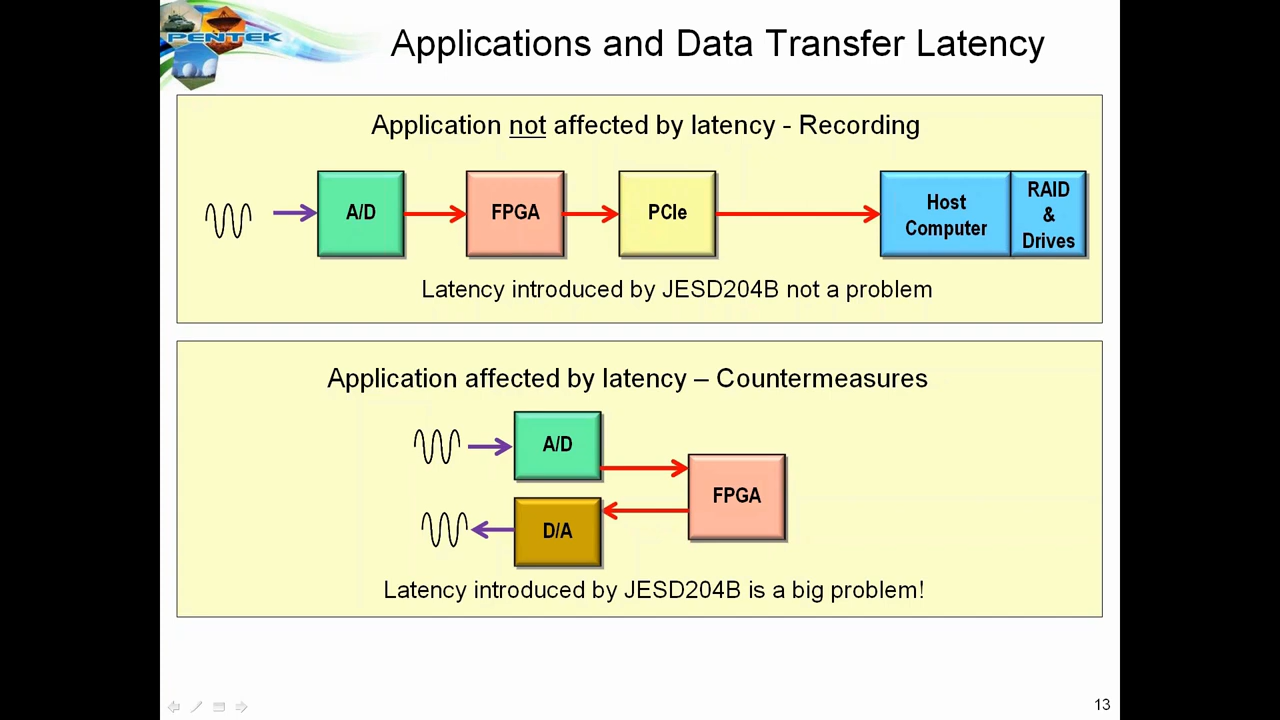 PENTEK
Applications and Data Transfer Latency
Application not affected by latency - Recording
A/D
FPGA
PCIe
Host
Computer
RAID
&
Drives
Latency introduced by JESD204B not a problem
Application affected by latency – Countermeasures
A/D
FPGA
D/A
Latency introduced by JESD204B is a big problem!
13